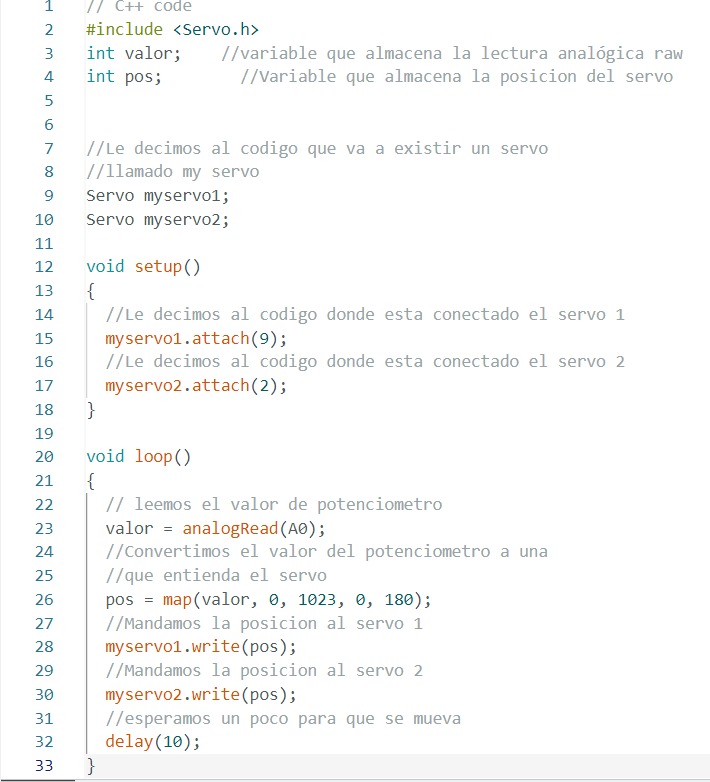 1 // C++ code
2 #include <Servo.h>
3 int valor;    //variable que almacena la lectura analógica raw
4 int pos;        //Variable que almacena la posicion del servo
5
6
7 //Le decimos al codigo que va a existir un servo
8 //llamado my servo
9 Servo myservo1;
10 Servo myservo2;
11
12 void setup()
13 {
14   //Le decimos al codigo donde esta conectado el servo 1
15   myservo1.attach(9);
16   //Le decimos al codigo donde esta conectado el servo 2
17   myservo2.attach(2);
18 }
19
20 void loop()
21 {
22   // leemos el valor de potenciometro
23   valor = analogRead(A0);
24   //Convertimos el valor del potenciometro a una
25   //que entienda el servo
26   pos = map(valor, 0, 1023, 0, 180);
27   //Mandamos la posicion al servo 1
28   myservo1.write(pos);
29   //Mandamos la posicion al servo 2
30   myservo2.write(pos);
31   //esperamos un poco para que se mueva
32   delay(10);
33 }